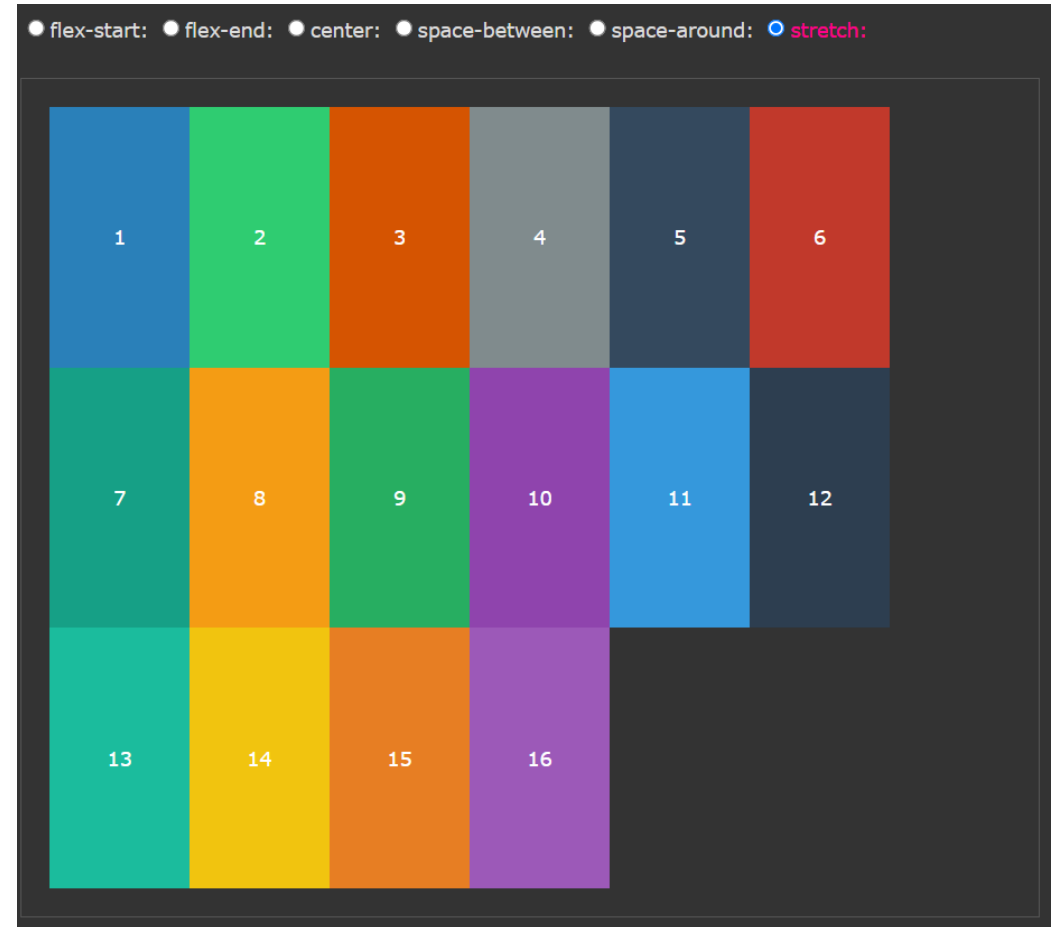 flex-start: flex-end: center: space-between: space-around: stretch:
1 2 3 4 5 6
7 8 9 10 11 12
13 14 15 16